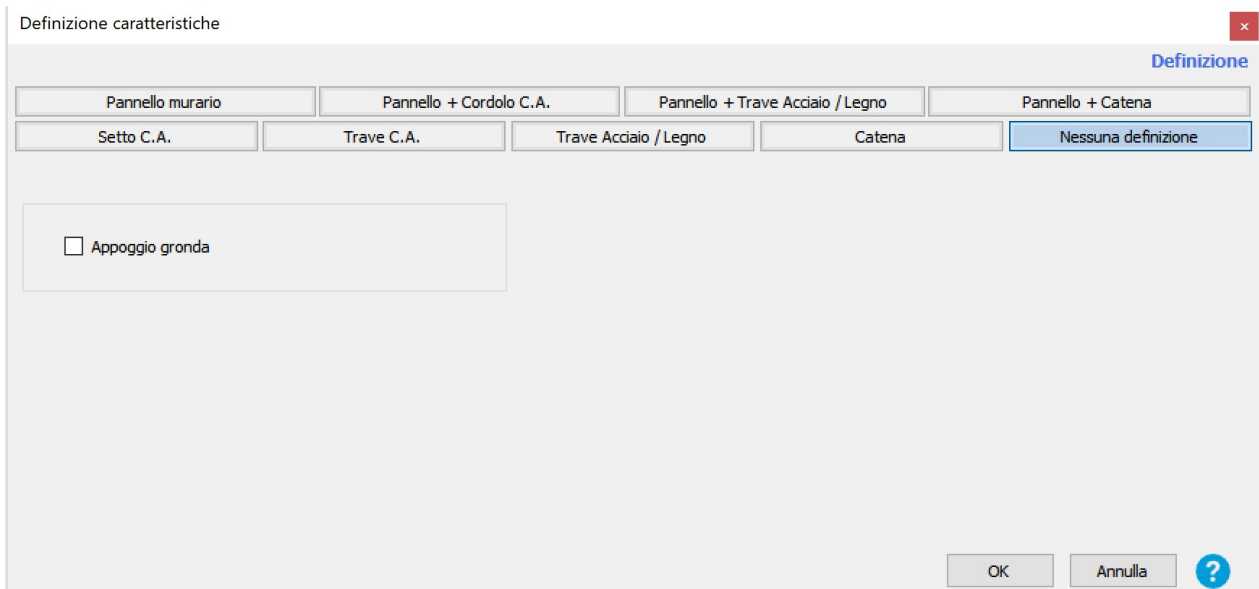 Definizione caratteristiche
×
Definizione
Pannello murario
Pannello + Cordolo C.A.
Pannello + Trave Acciaio / Legno
Pannello + Catena
Setto C.A.
Trave C.A.
Trave Acciaio / Legno
Catena
Nessuna definizione
Appoggio gronda
OK
Annulla
?